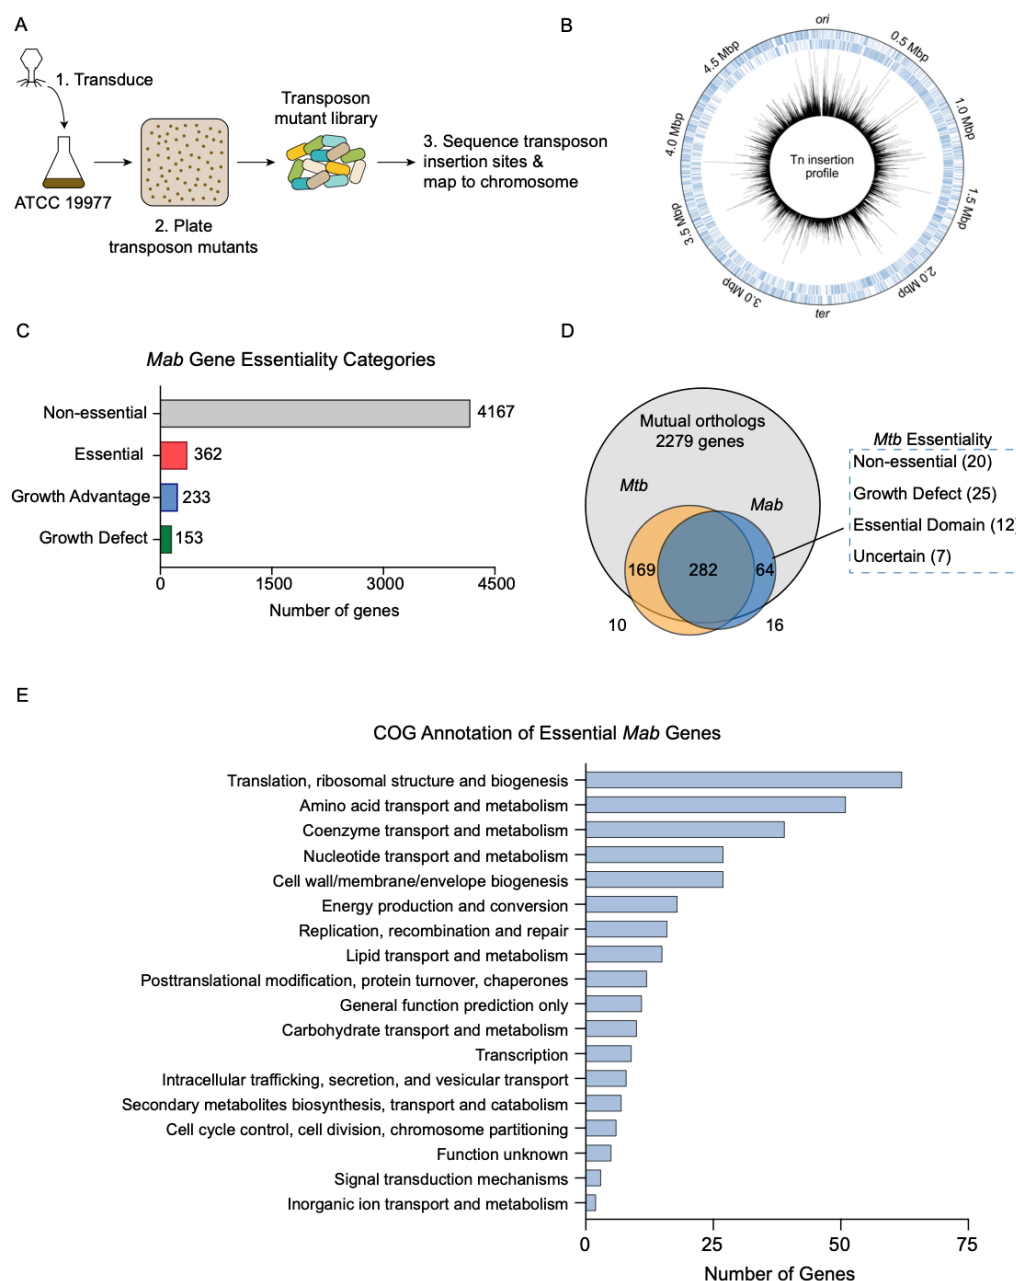 A
1. Transduce
ATCC 19977
2. Plate
transposon mutants
Transposon
mutant library
3. Sequence transposon
insertion sites &
map to chromosome
B
ori
0.5 Mbp
1.0 Mbp
1.5 Mbp
2.0 Mbp
ter
3.0 Mbp
3.5 Mbp
4.0 Mbp
4.5 Mbp
Tn insertion
profile
C
Mab Gene Essentiality Categories
Non-essential
4167
Essential
362
Growth Advantage
233
Growth Defect
153
0
1500
3000
4500
Number of genes
D
Mutual orthologs
2279 genes
Mtb
Mab
169
282
64
10
16
Mtb Essentiality
Non-essential (20)
Growth Defect (25)
Essential Domain (12)
Uncertain (7)
E
COG Annotation of Essential Mab Genes
Translation, ribosomal structure and biogenesis
Amino acid transport and metabolism
Coenzyme transport and metabolism
Nucleotide transport and metabolism
Cell wall/membrane/envelope biogenesis
Energy production and conversion
Replication, recombination and repair
Lipid transport and metabolism
Posttranslational modification, protein turnover, chaperones
General function prediction only
Carbohydrate transport and metabolism
Transcription
Intracellular trafficking, secretion, and vesicular transport
Secondary metabolites biosynthesis, transport and catabolism
Cell cycle control, cell division, chromosome partitioning
Function unknown
Signal transduction mechanisms
Inorganic ion transport and metabolism
0
25
50
75
Number of Genes